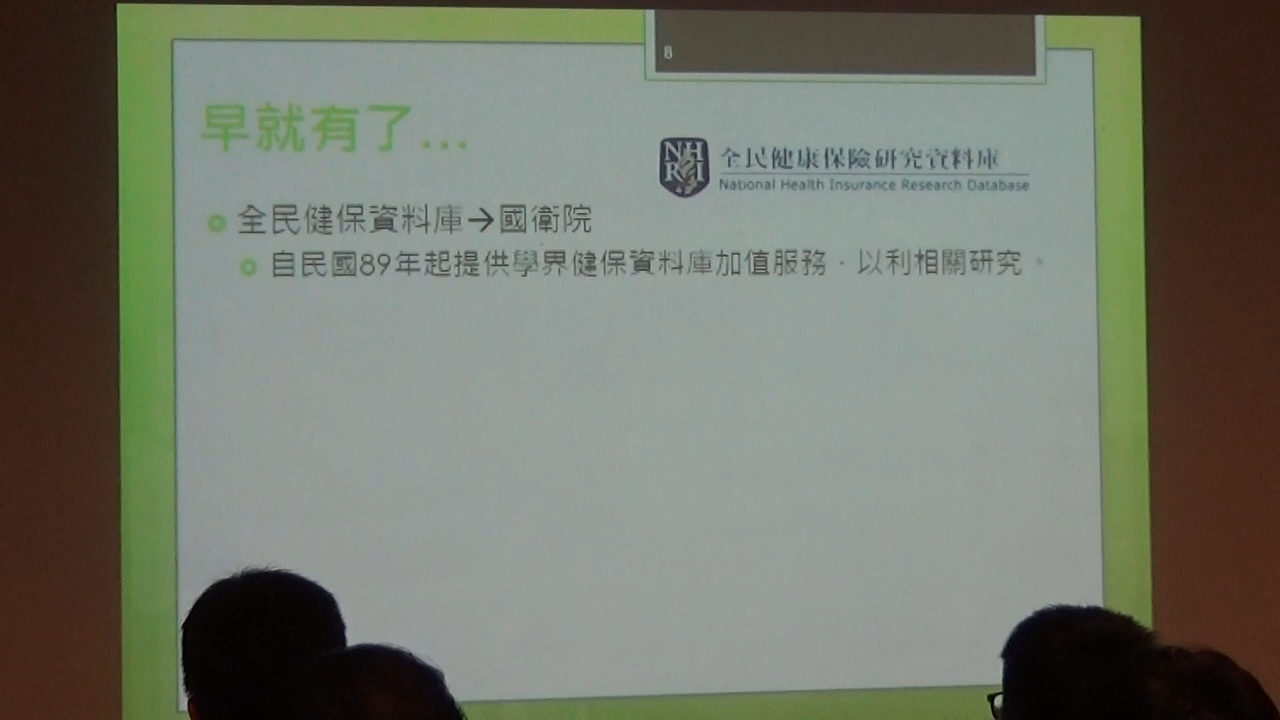 8
早就有了...
NHRI
全民健康保險研究資料庫
National Health Insurance Research Database
全民健保資料庫→國衛院
自民國89年起提供學界健保資料庫加值服務，以利相關研究。